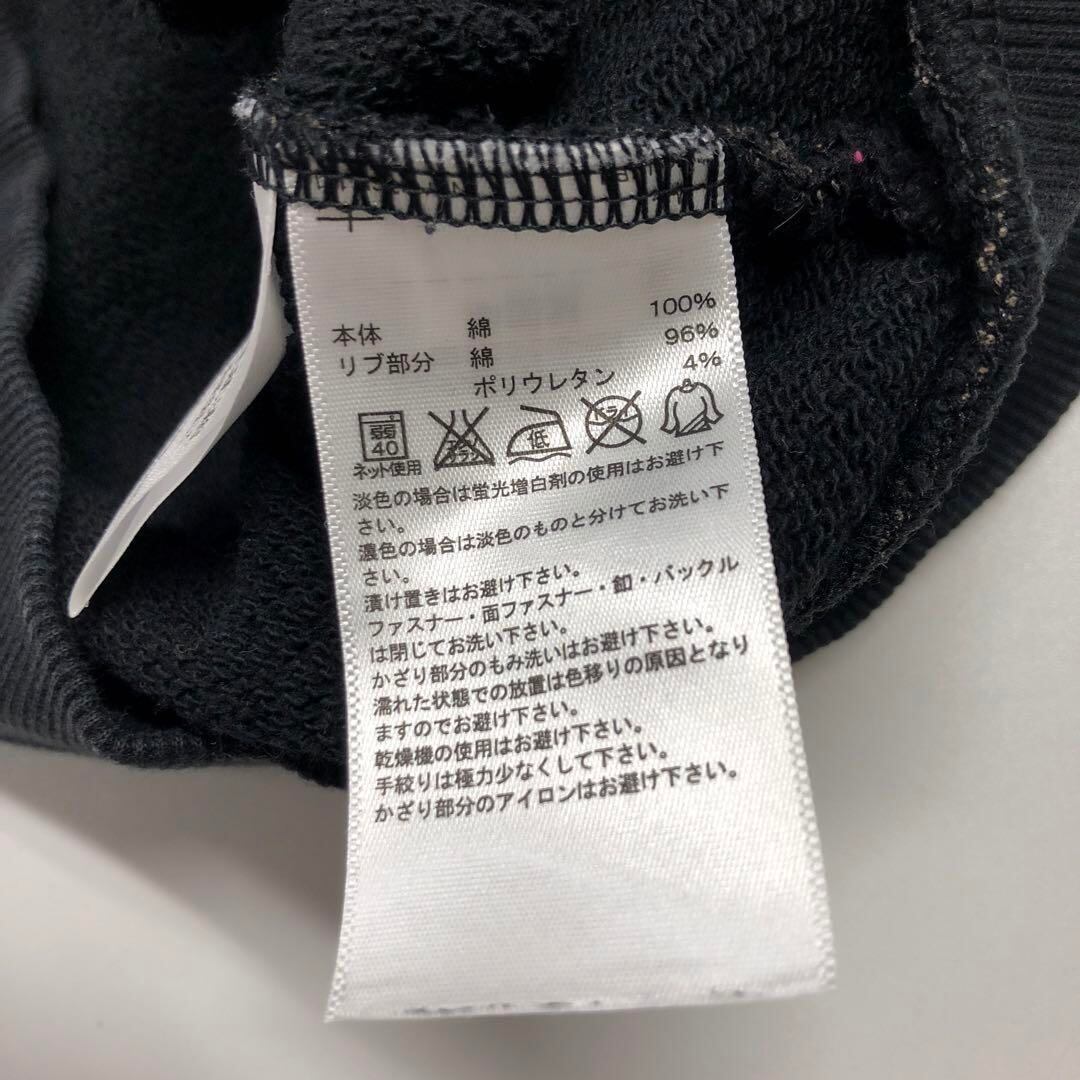 本体 綿 100%
リブ部分 綿 96%
ポリウレタン 4%
弱 40 低
ネット使用
淡色の場合は蛍光増白剤の使用はお避け下
さい。
濃色の場合は淡色のものと分けてお洗い下
さい。
漬け置きはお避け下さい。
ファスナー・面ファスナー・釦・バックル
は閉じてお洗い下さい。
かざり部分のもみ洗いはお避け下さい。
濡れた状態での放置は色移りの原因となり
ますのでお避け下さい。
乾燥機の使用はお避け下さい。
手絞りは極力少なくして下さい。
かざり部分のアイロンはお避け下さい。